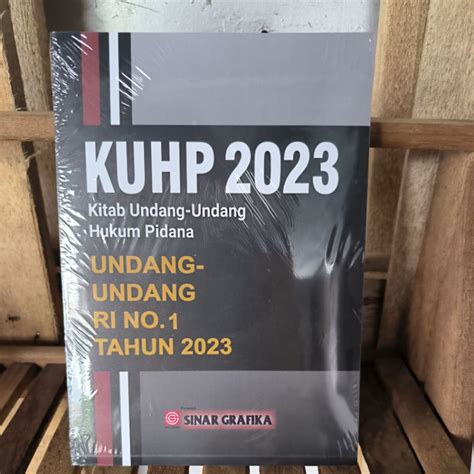 KUHP 2023
Kitab Undang-Undang
Hukum Pidana
UNDANG-
UNDANG
RI NO.1
TAHUN 2023
SINAR GRAFIKA